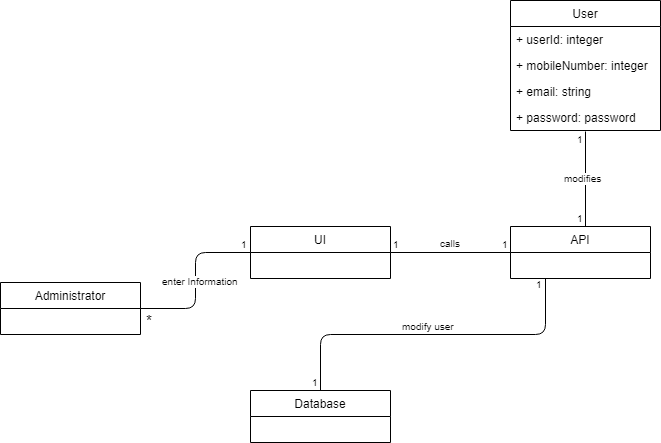 User
+ userId: integer
+ mobileNumber: integer
+ email: string
+ password: password
1
modifies
1
1
UI
1
calls
1
API
enter Information
Administrator
*
1
modify user
1
Database